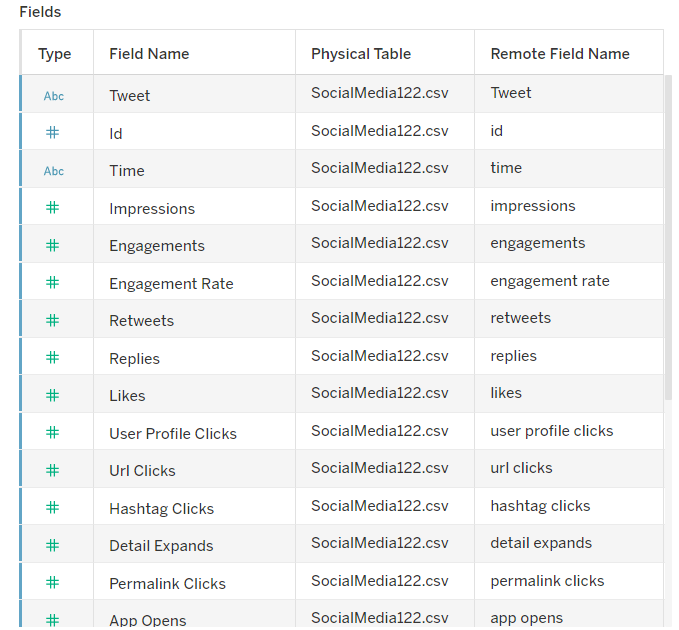 Fields
Type Field Name Physical Table Remote Field Name
Abc Tweet SocialMedia122.csv Tweet
# Id SocialMedia122.csv id
Abc Time SocialMedia122.csv time
# Impressions SocialMedia122.csv impressions
# Engagements SocialMedia122.csv engagements
# Engagement Rate SocialMedia122.csv engagement rate
# Retweets SocialMedia122.csv retweets
# Replies SocialMedia122.csv replies
# Likes SocialMedia122.csv likes
# User Profile Clicks SocialMedia122.csv user profile clicks
# Url Clicks SocialMedia122.csv url clicks
# Hashtag Clicks SocialMedia122.csv hashtag clicks
# Detail Expands SocialMedia122.csv detail expands
# Permalink Clicks SocialMedia122.csv permalink clicks
# App Opens SocialMedia122.csv app opens